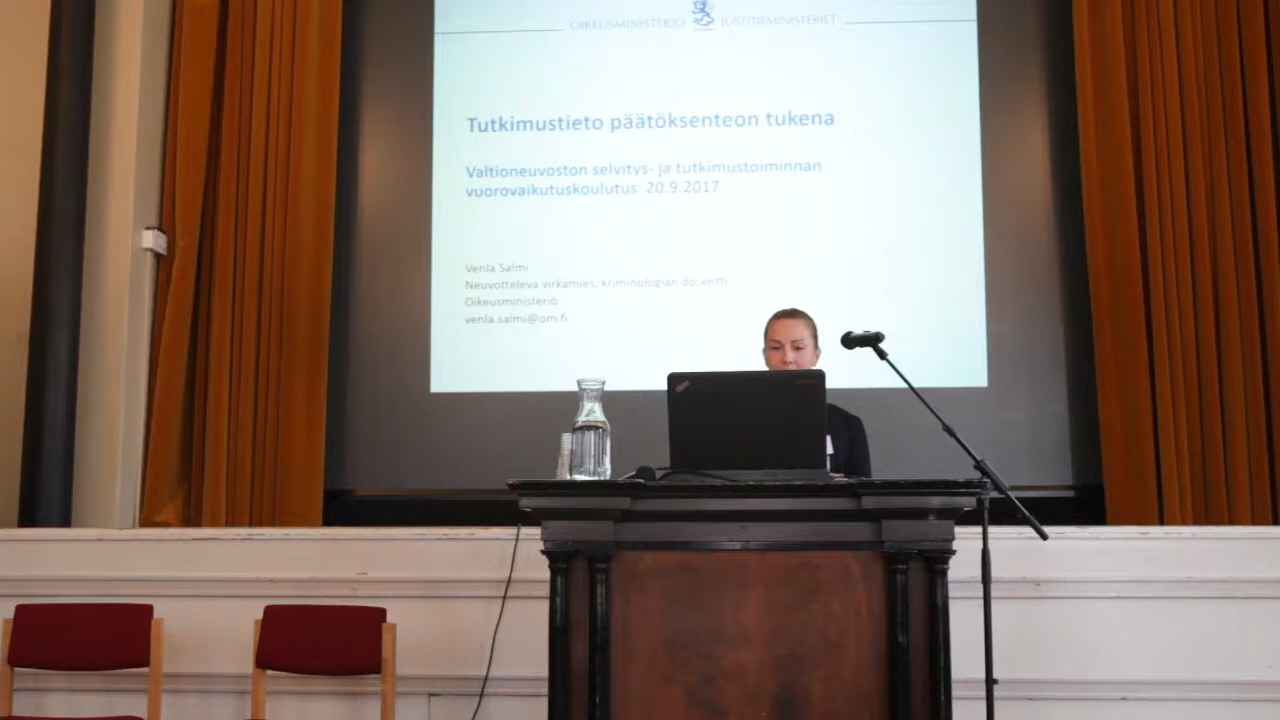 OIKEUSMINISTERIÖ JUSTITIEMINISTERIET
Tutkimustieto päätöksenteon tukena
Valtioneuvoston selvitys- ja tutkimustoiminnan
vuorovaikutuskoulutus 20.9.2017
Venla Salmi
Neuvotteleva virkamies, kriminologian dosentti
Oikeusministeriö
venla.salmi@om.fi